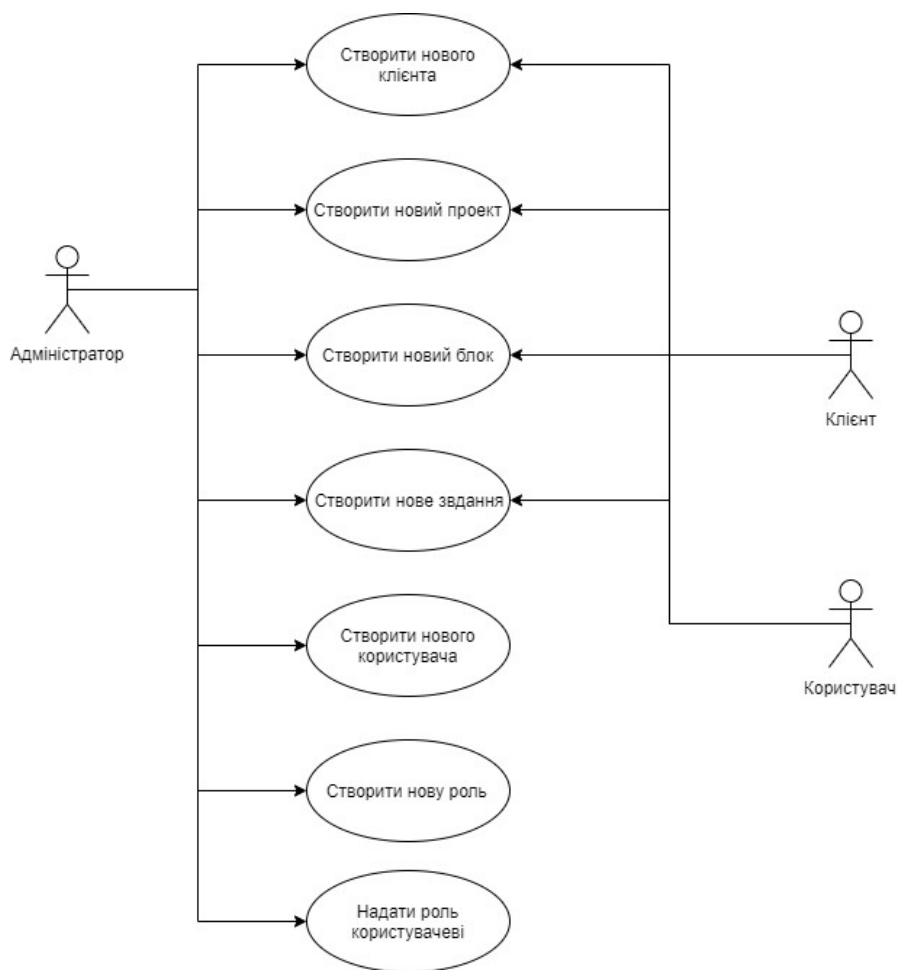 Створити нового
клієнта
Створити новий проект
Адміністратор
Створити новий блок
Клієнт
Створити нове звдання
Створити нового
користувача
Користувач
Створити нову роль
Надати роль
користувачеві